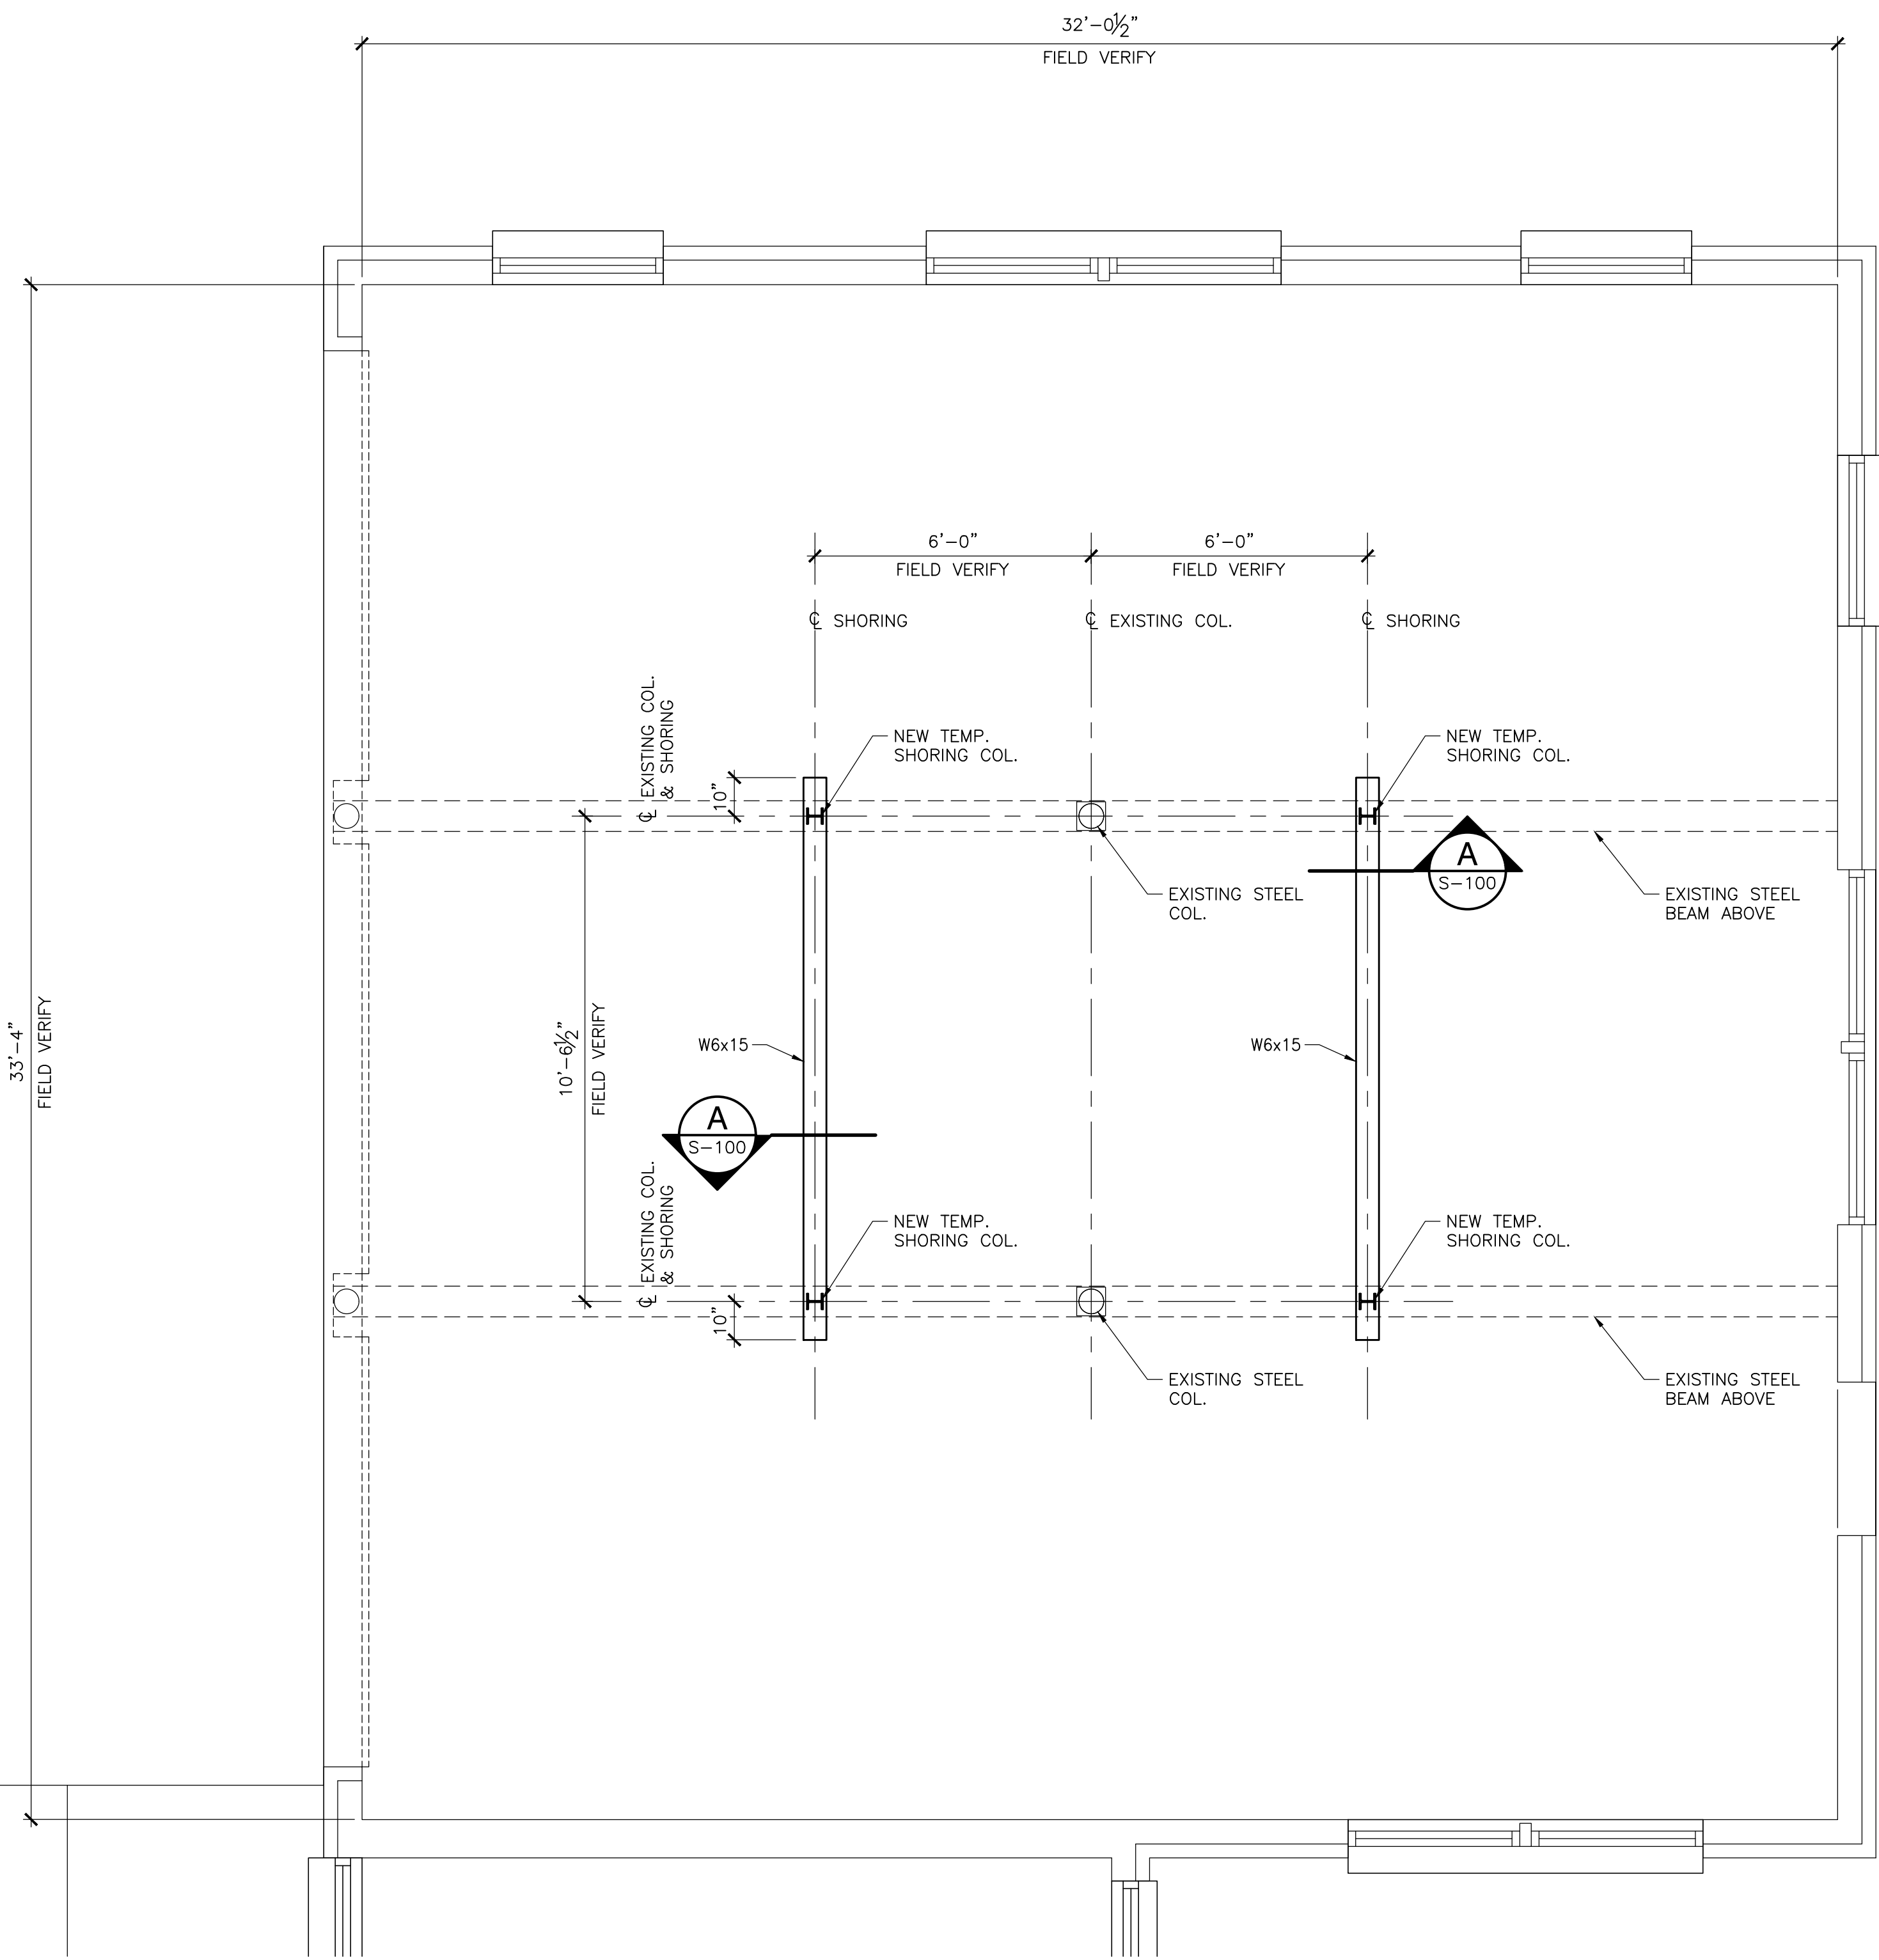 32'-0½"
FIELD VERIFY
6'-0"
FIELD VERIFY
6'-0"
FIELD VERIFY
℄ SHORING
℄ EXISTING COL.
℄ SHORING
℄ EXISTING COL.
& SHORING
10"
NEW TEMP.
SHORING COL.
NEW TEMP.
SHORING COL.
A
S-100
EXISTING STEEL
COL.
EXISTING STEEL
BEAM ABOVE
33'-4"
FIELD VERIFY
10'-6½"
FIELD VERIFY
W6x15
W6x15
A
S-100
℄ EXISTING COL.
& SHORING
10"
NEW TEMP.
SHORING COL.
NEW TEMP.
SHORING COL.
EXISTING STEEL
COL.
EXISTING STEEL
BEAM ABOVE